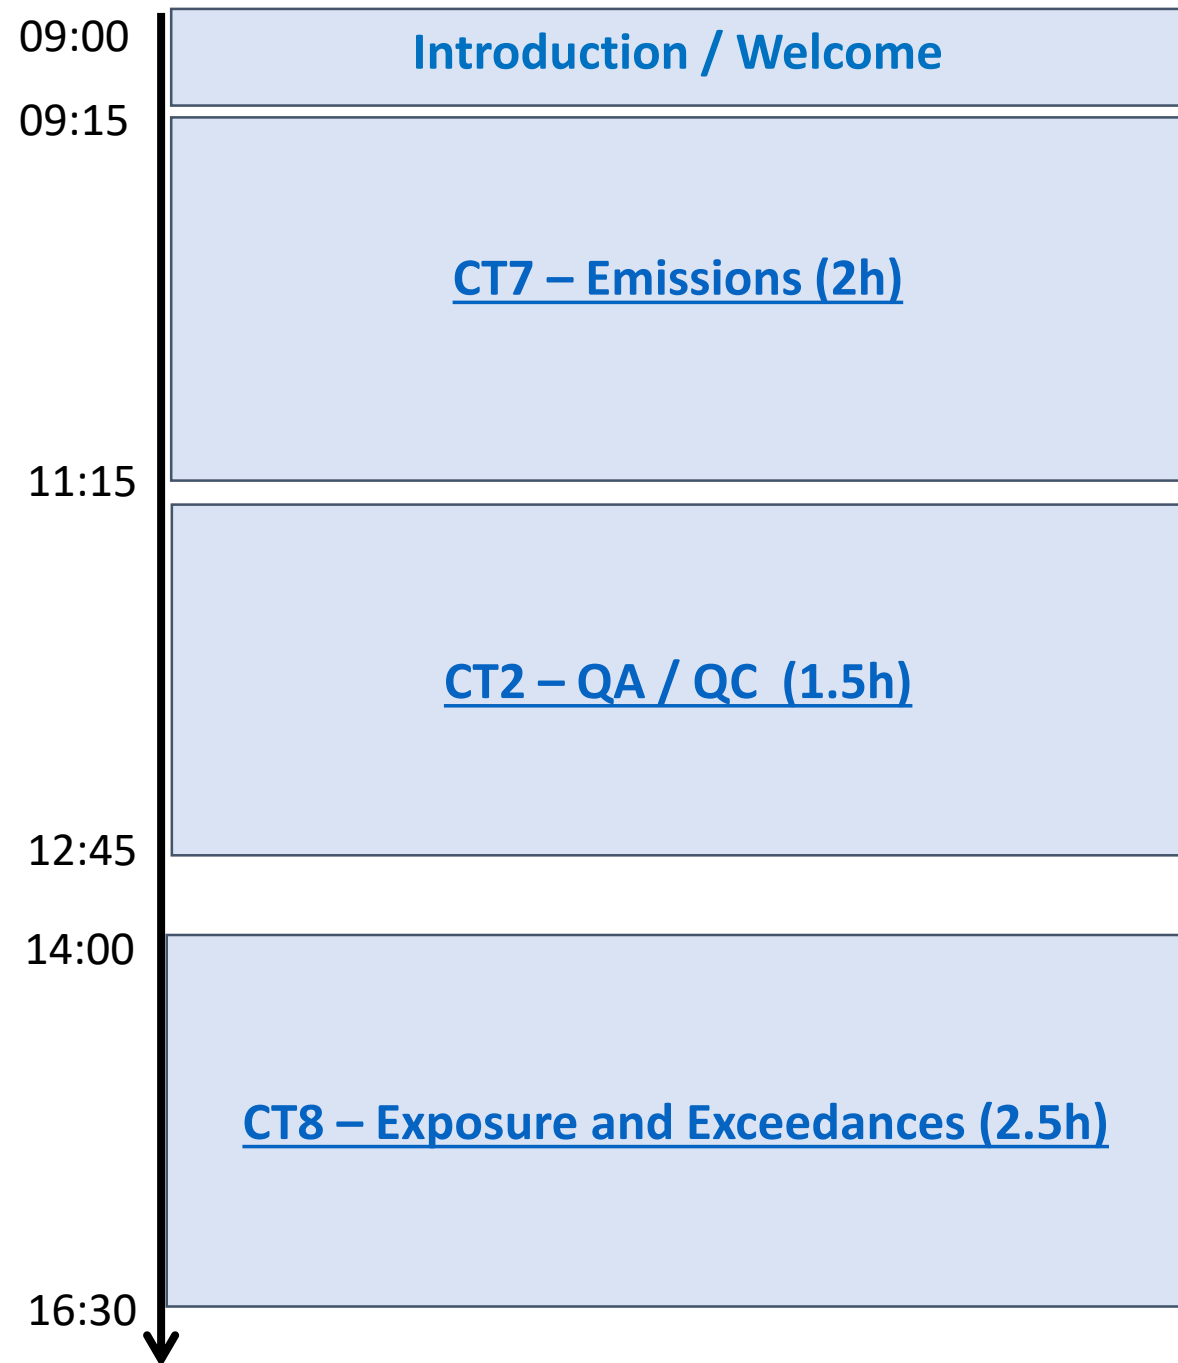 09:00
Introduction / Welcome
09:15
CT7 – Emissions (2h)
11:15
CT2 – QA / QC  (1.5h)
12:45
14:00
CT8 – Exposure and Exceedances (2.5h)
16:30